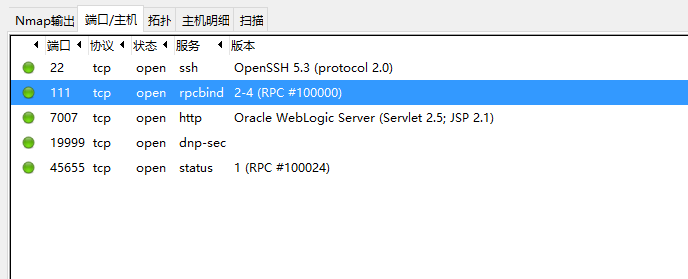 Nmap输出 端口/主机 拓扑 主机明细 扫描
端口 协议 状态 服务 版本
22 tcp open ssh OpenSSH 5.3 (protocol 2.0)
111 tcp open rpcbind 2-4 (RPC #100000)
7007 tcp open http Oracle WebLogic Server (Servlet 2.5; JSP 2.1)
19999 tcp open dnp-sec
45655 tcp open status 1 (RPC #100024)